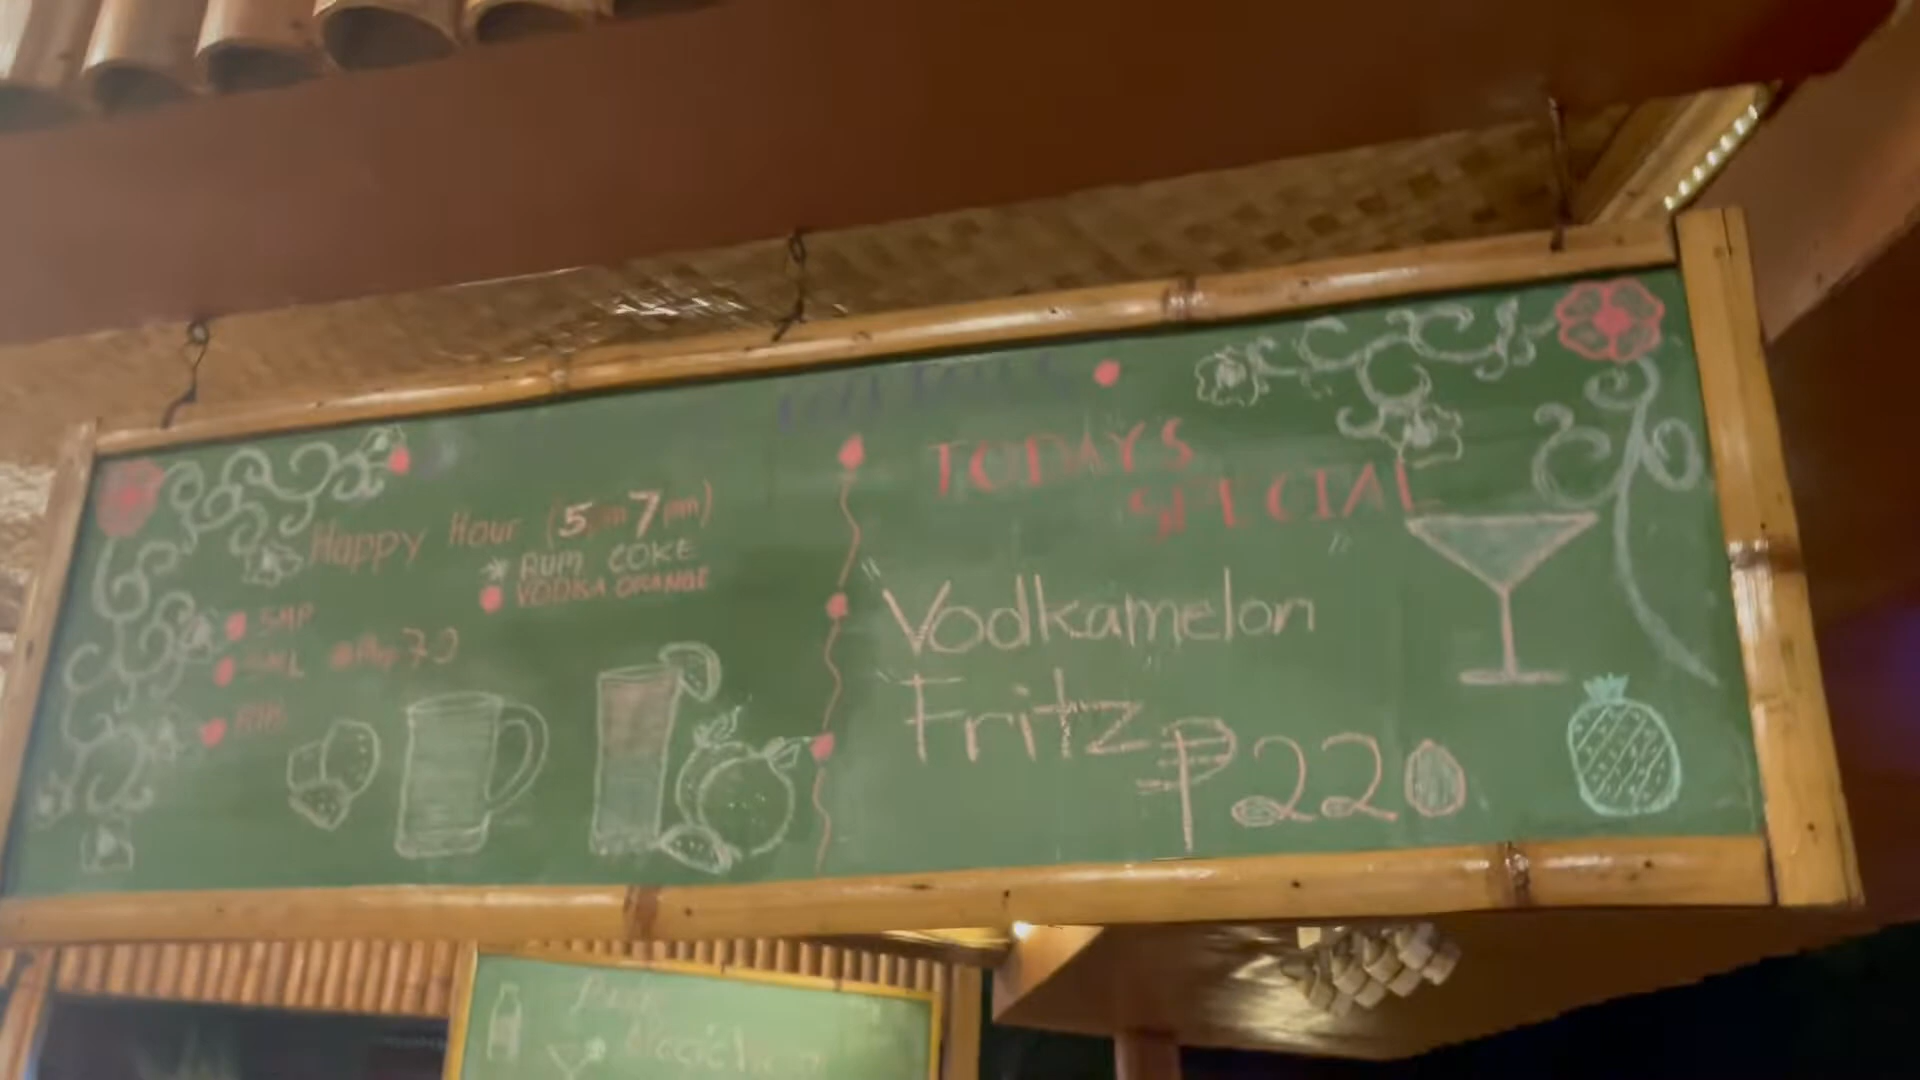 Happy Hour (5pm 7pm)
* RUM COKE
VODKA ORANGE
SMP
SML @ Php 70
TODAYS
SPECIAL
Vodkamelon
Fritz
₱220